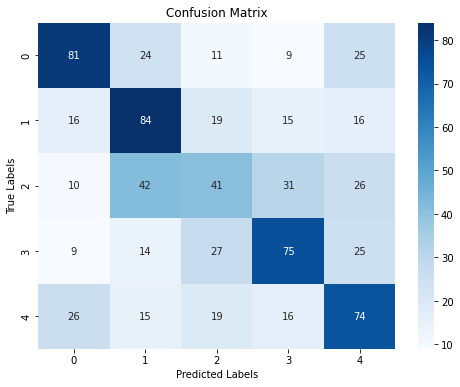 Confusion Matrix
0 81 24 11 9 25
1 16 84 19 15 16
2 10 42 41 31 26
3 9 14 27 75 25
4 26 15 19 16 74
0 1 2 3 4
True Labels
Predicted Labels
80
70
60
50
40
30
20
10